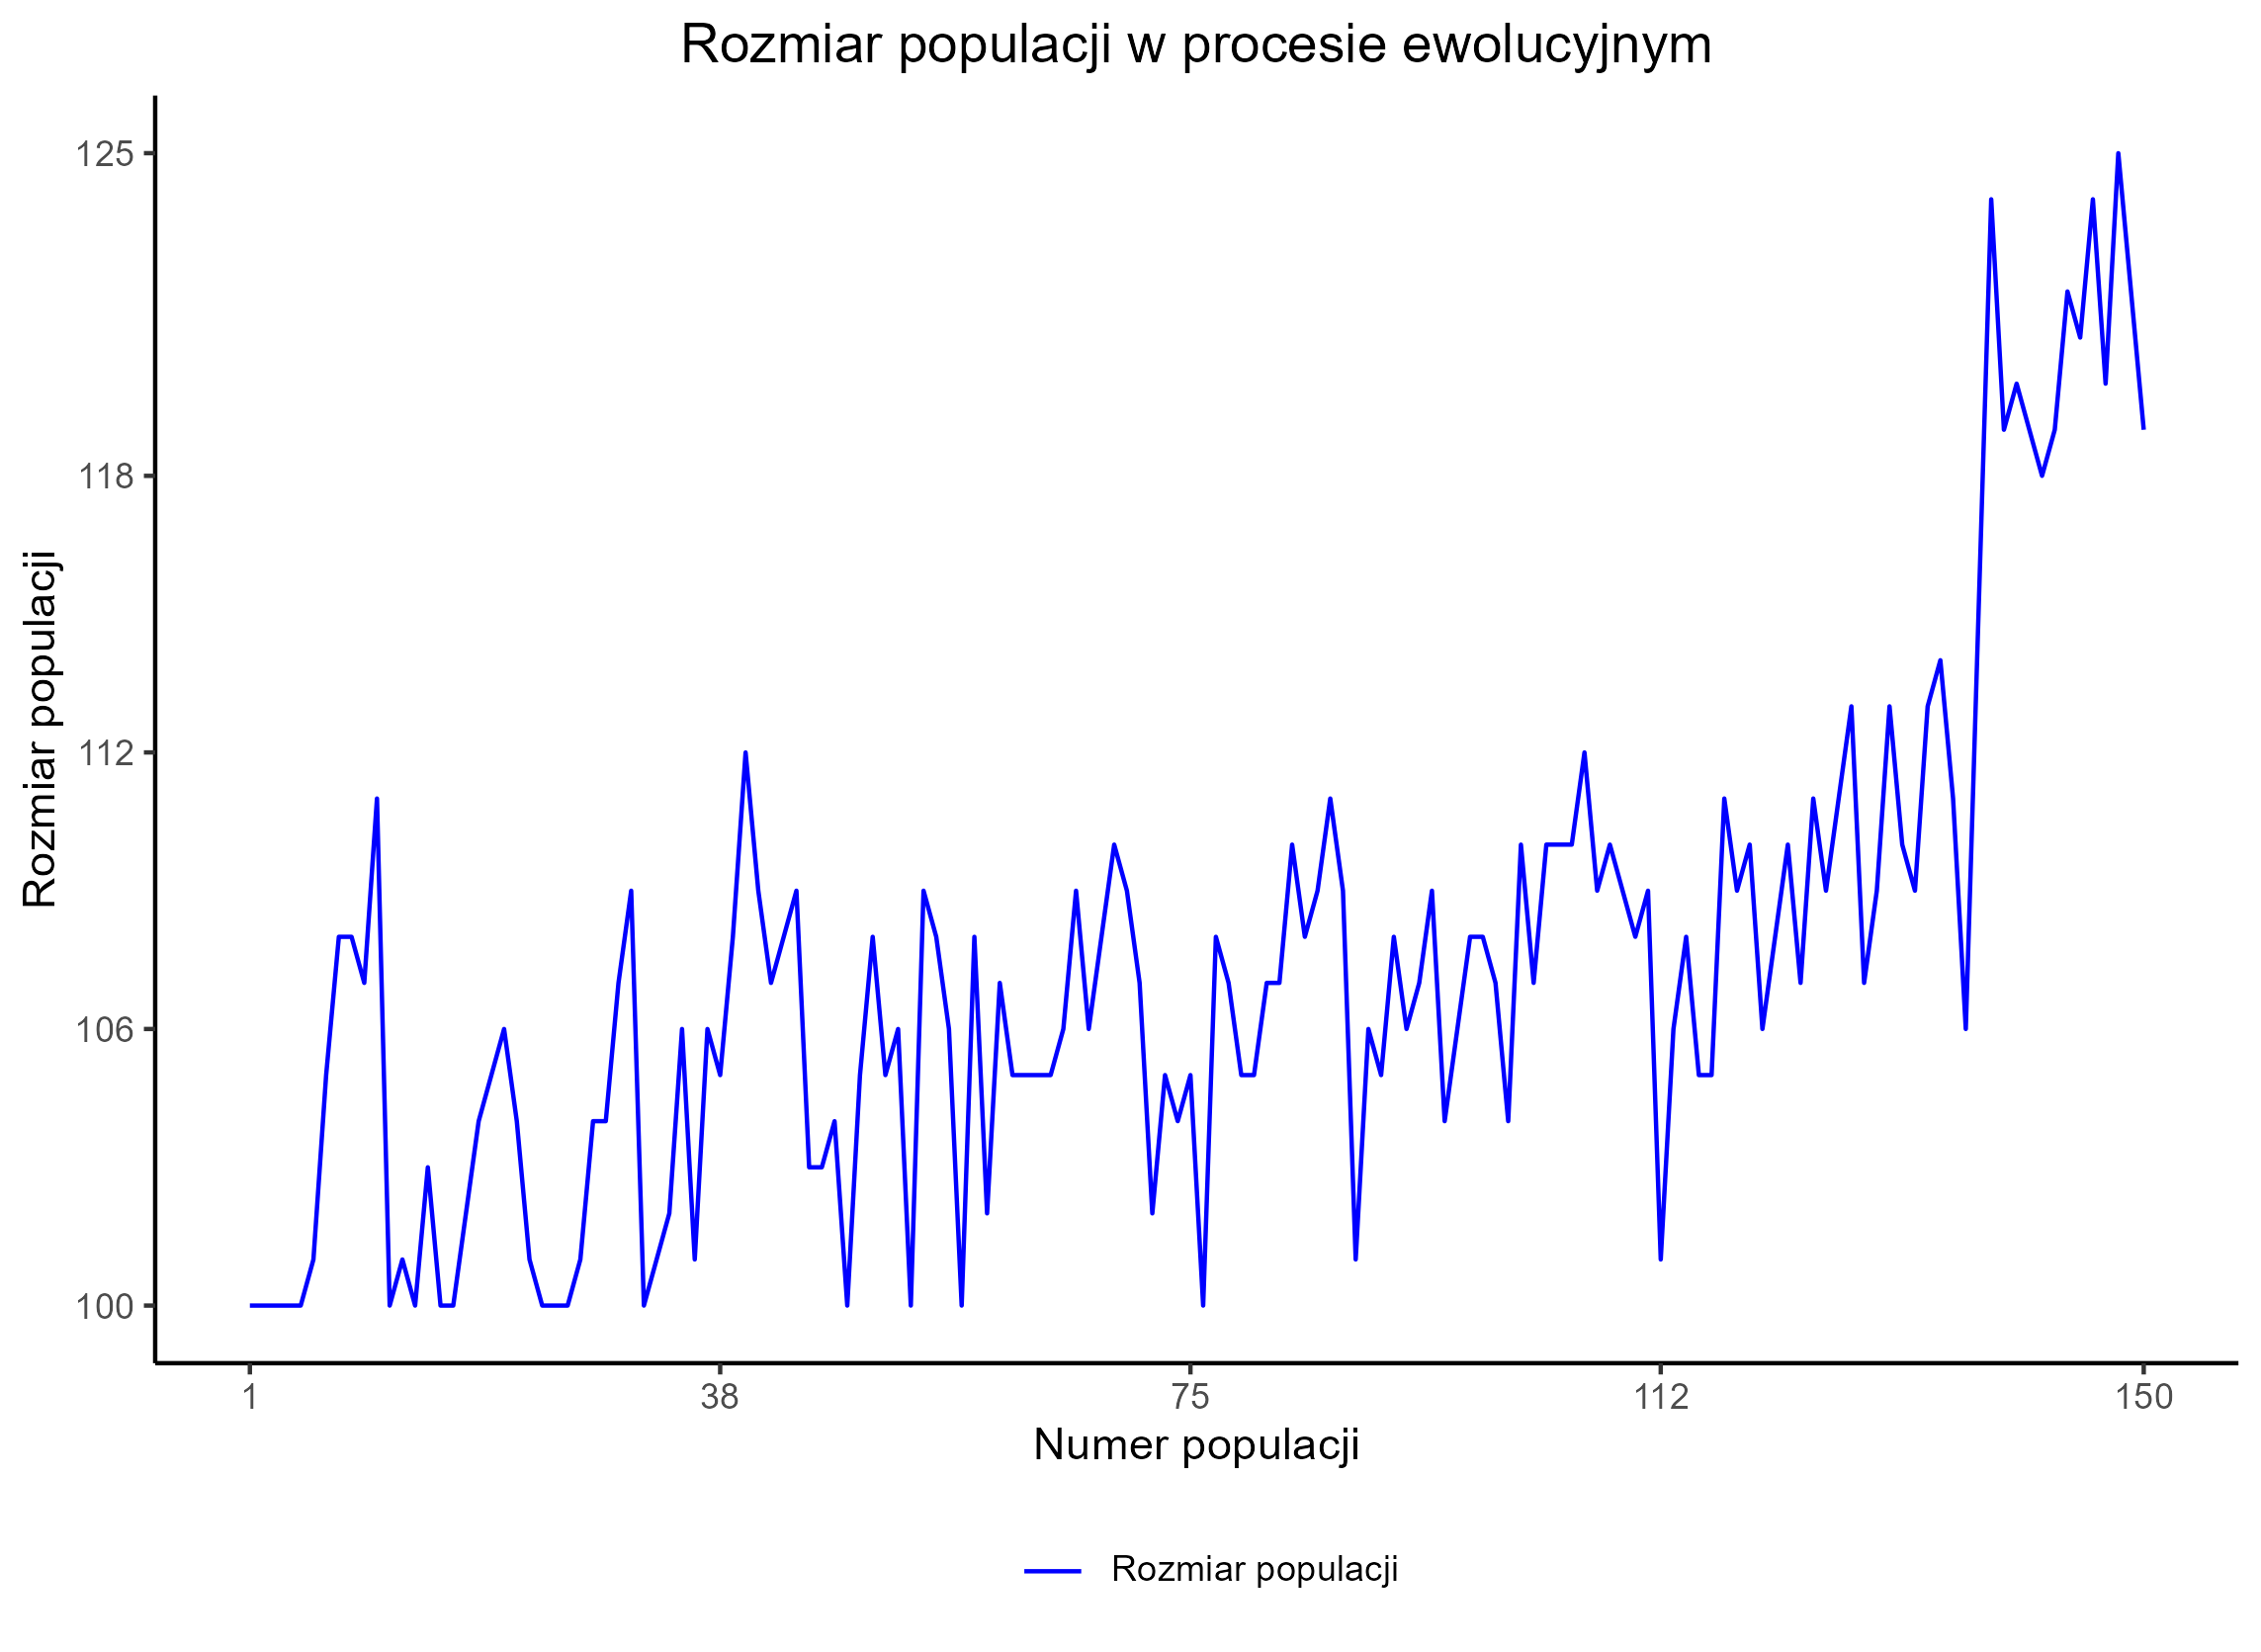 Rozmiar populacji w procesie ewolucyjnym
Rozmiar populacji
125
118
112
106
100
1 38 75 112 150
Numer populacji
Rozmiar populacji